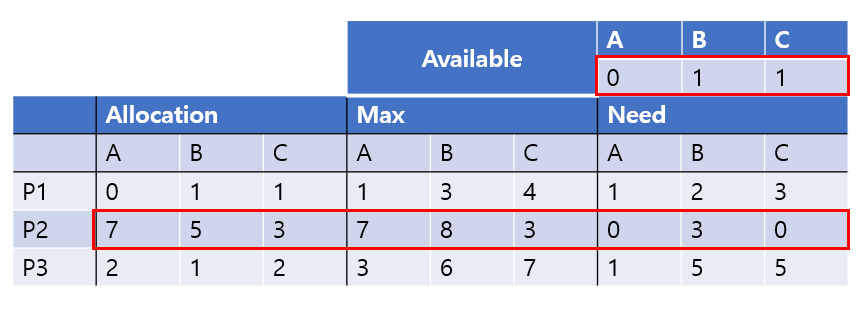 A B C
Available
0 1 1
Allocation Max Need
A B C A B C A B C
P1 0 1 1 1 3 4 1 2 3
P2 7 5 3 7 8 3 0 3 0
P3 2 1 2 3 6 7 1 5 5